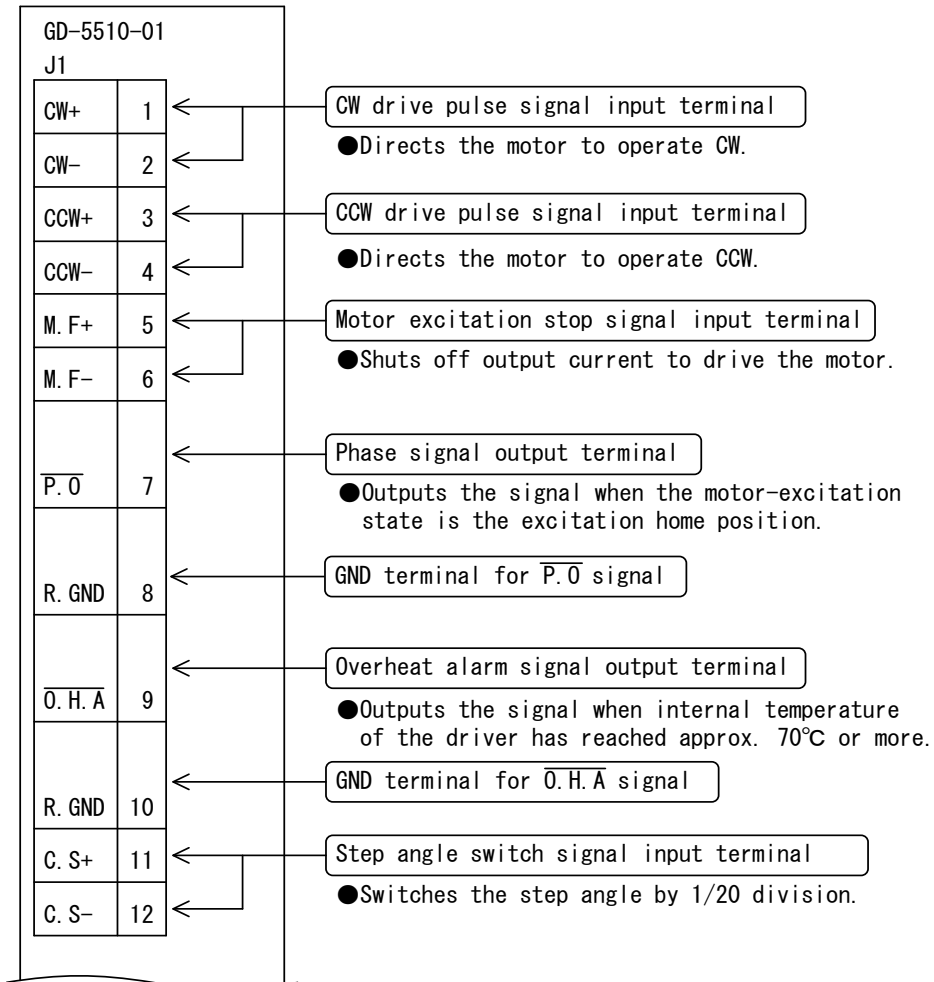 GD-5510-01
J1
CW+ 1
CW- 2
CCW+ 3
CCW- 4
M.F+ 5
M.F- 6
P.O 7
R.GND 8
O.H.A 9
R.GND 10
C.S+ 11
C.S- 12
CW drive pulse signal input terminal
●Directs the motor to operate CW.
CCW drive pulse signal input terminal
●Directs the motor to operate CCW.
Motor excitation stop signal input terminal
●Shuts off output current to drive the motor.
Phase signal output terminal
●Outputs the signal when the motor-excitation
state is the excitation home position.
GND terminal for P.O signal
Overheat alarm signal output terminal
●Outputs the signal when internal temperature
of the driver has reached approx. 70℃ or more.
GND terminal for O.H.A signal
Step angle switch signal input terminal
●Switches the step angle by 1/20 division.